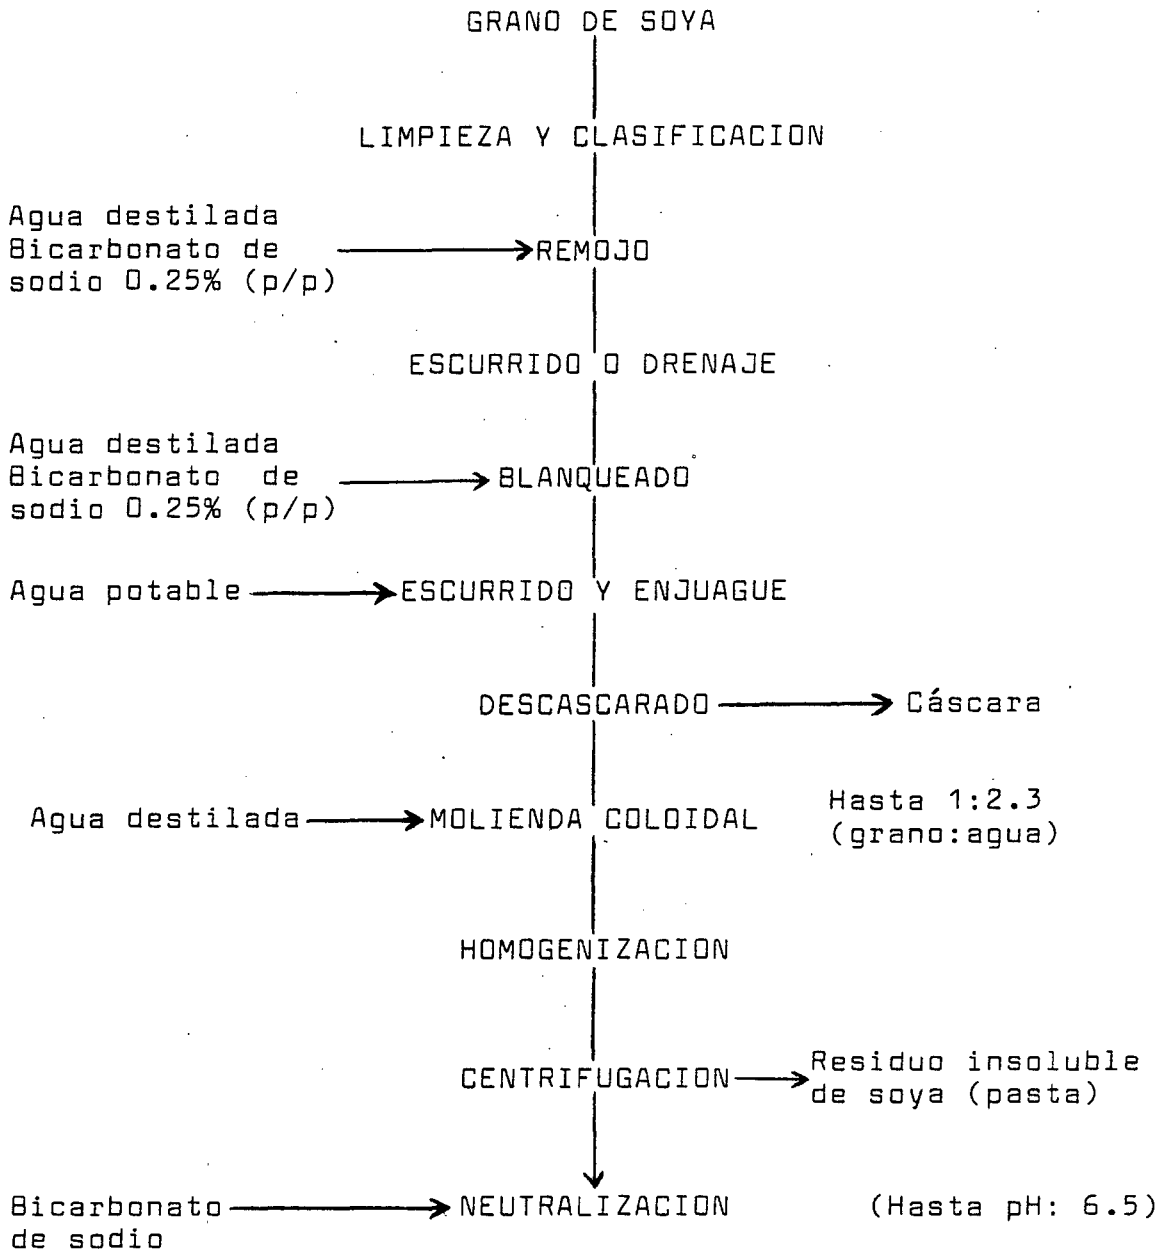 GRANO DE SOYA
LIMPIEZA Y CLASIFICACION
Agua destilada
Bicarbonato de
sodio 0.25% (p/p)
REMOJO
ESCURRIDO O DRENAJE
Agua destilada
Bicarbonato de
sodio 0.25% (p/p)
BLANQUEADO
Agua potable
ESCURRIDO Y ENJUAGUE
DESCASCARADO
Cáscara
Agua destilada
MOLIENDA COLOIDAL
Hasta 1:2.3
(grano:agua)
HOMOGENIZACION
CENTRIFUGACION
Residuo insoluble
de soya (pasta)
Bicarbonato
de sodio
NEUTRALIZACION
(Hasta pH: 6.5)